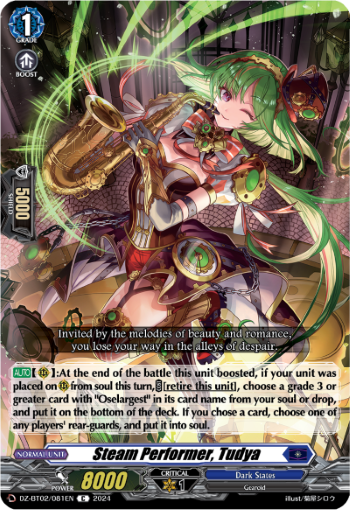 1
GRADE
BOOST
5000
SHIELD
Invited by the melodies of beauty and romance,
you lose your way in the alleys of despair.
AUTO【 】:At the end of the battle this unit boosted, if your unit was
placed on from soul this turn, [retire this unit], choose a grade 3 or
greater card with "Oselargest" in its card name from your soul or drop,
and put it on the bottom of the deck. If you chose a card, choose one of
any players' rear-guards, and put it into soul.
NORMAL UNIT
Steam Performer, Tudya
POWER 8000
CRITICAL
1
Dark States
Gearoid
DZ-BT02/081EN C 2024
illust/菊屋シロウ